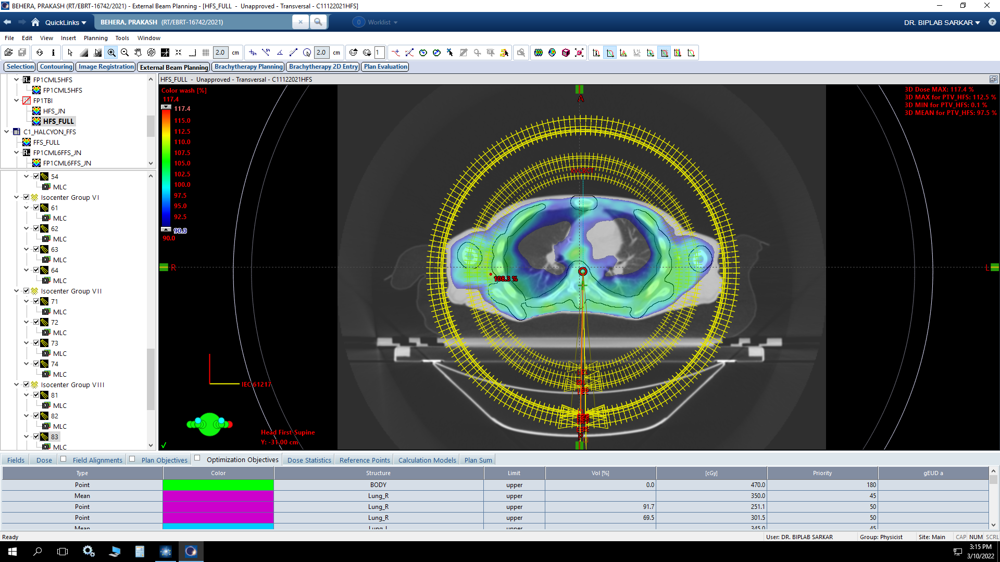 BEHERA, PRAKASH (RT/EBRT-16742/2021) - External Beam Planning - [HFS_FULL - Unapproved - Transversal - C11122021HFS]
QuickLinks
BEHERA, PRAKASH (RT/EBRT-16742/2021)
0 Worklist
DR. BIPLAB SARKAR
File Edit View Insert Planning Tools Window
2.0 cm
2.0 cm
1
Selection Contouring Image Registration External Beam Planning Brachytherapy Planning Brachytherapy 2D Entry Plan Evaluation
FP1CML5HFS
FP1CML5HFS
FP1TBI
HFS_JN
HFS_FULL
C1_HALCYON_FFS
FFS_FULL
FP1CML6FFS_JN
FP1CML6FFS_JN
54
MLC
Isocenter Group VI
61
MLC
62
MLC
63
MLC
64
MLC
Isocenter Group VII
71
MLC
72
MLC
73
MLC
74
MLC
Isocenter Group VIII
81
MLC
82
MLC
83
MLC
HFS_FULL - Unapproved - Transversal - C11122021HFS
Color wash [%]
117.4
117.4
115.0
112.5
110.0
107.5
105.0
102.5
100.0
97.5
95.0
92.5
90.0
90.0
3D Dose MAX: 117.4 %
3D MAX for PTV_HFS: 112.5 %
3D MIN for PTV_HFS: 0.1 %
3D MEAN for PTV_HFS: 97.5 %
A
R
L
108.3 %
IEC 61217
Head First-Supine
Y: -31.00 cm
P
Fields Dose Field Alignments Plan Objectives Optimization Objectives Dose Statistics Reference Points Calculation Models Plan Sum
Type Color Structure Limit Vol [%] [cGy] Priority gEUD a
Point BODY upper 0.0 470.0 180
Mean Lung_R upper 350.0 45
Point Lung_R upper 91.7 251.1 50
Point Lung_R upper 69.5 301.5 50
Mean Lung_L upper 345.0 45
Ready
User: DR. BIPLAB SARKAR Group: Physicist Site: Main CAP NUM SCRL
3:15 PM
3/10/2022